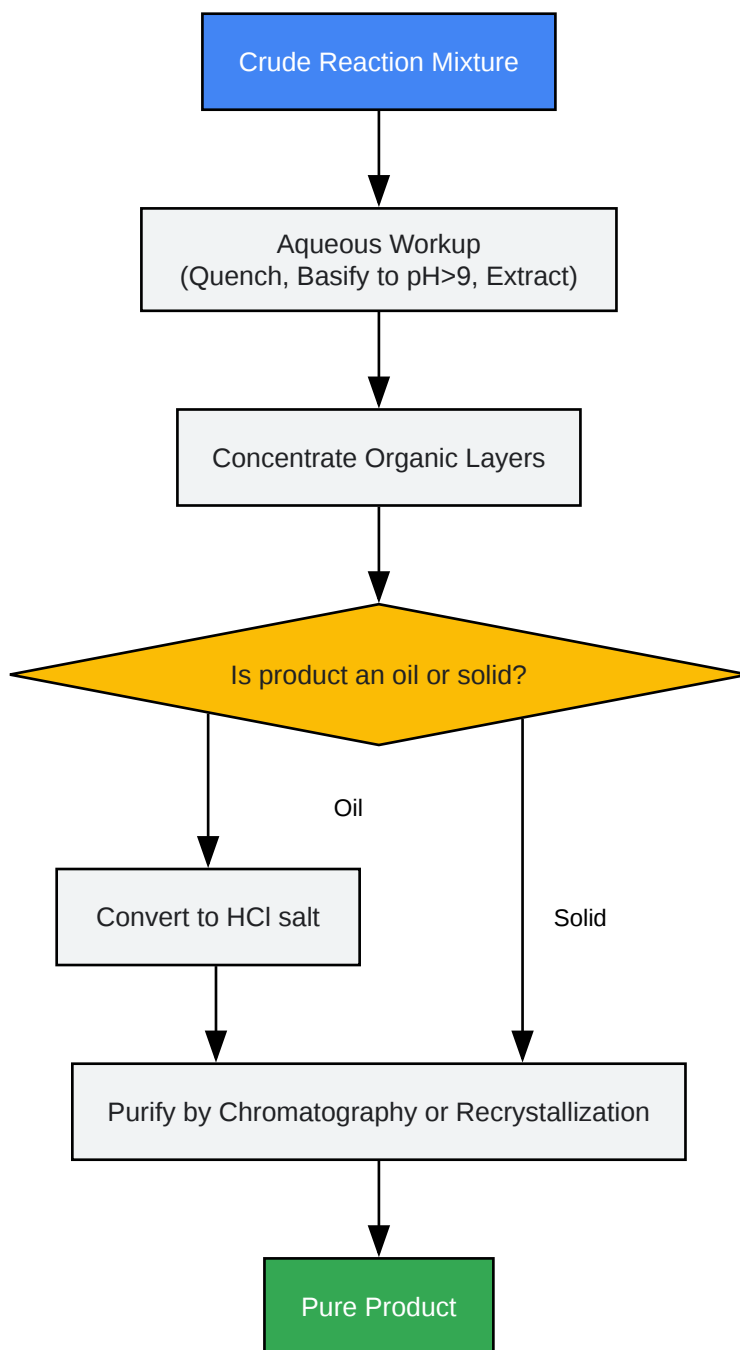 Crude Reaction Mixture
Aqueous Workup
(Quench, Basify to pH>9, Extract)
Concentrate Organic Layers
Is product an oil or solid?
Oil
Convert to HCl salt
Solid
Purify by Chromatography or Recrystallization
Pure Product